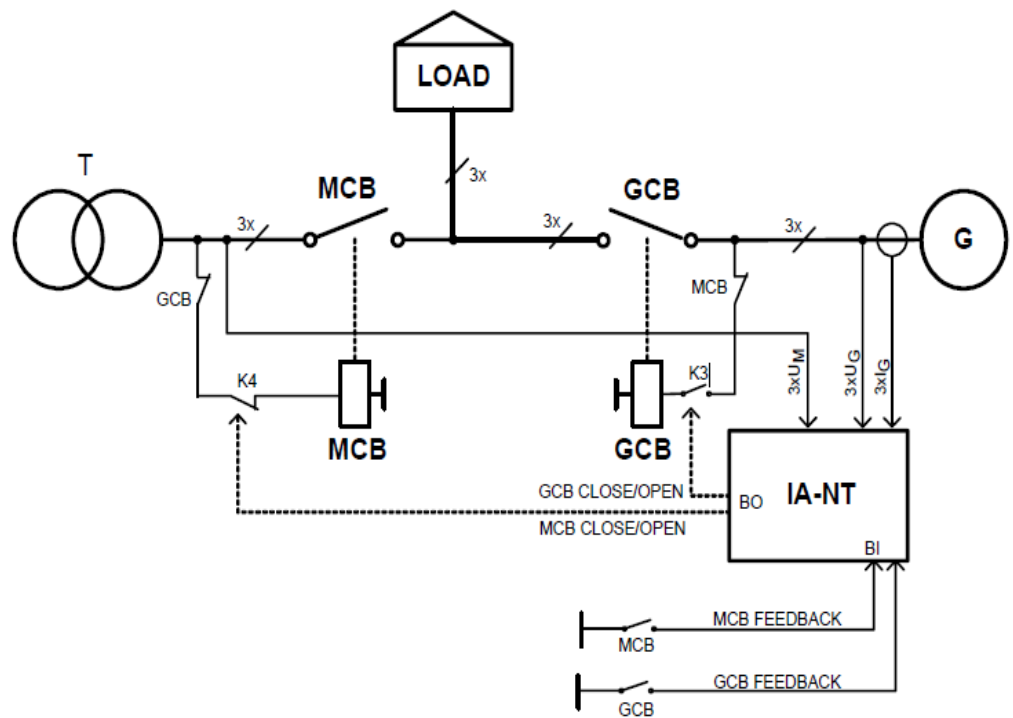 LOAD
T
3x
MCB
GCB
3x
3x
3x
G
GCB
MCB
K4
K3
3xUM
3xUG
3xIG
MCB
GCB
GCB CLOSE/OPEN
BO
IA-NT
MCB CLOSE/OPEN
BI
MCB FEEDBACK
MCB
GCB FEEDBACK
GCB